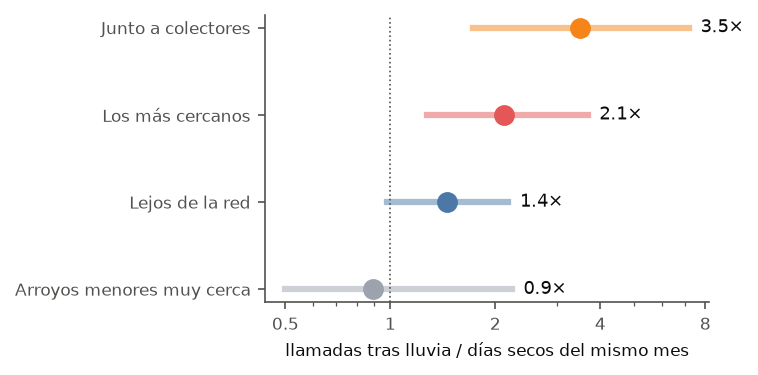 Junto a colectores 3.5×
Los más cercanos 2.1×
Lejos de la red 1.4×
Arroyos menores muy cerca 0.9×
0.5 1 2 4 8
llamadas tras lluvia / días secos del mismo mes